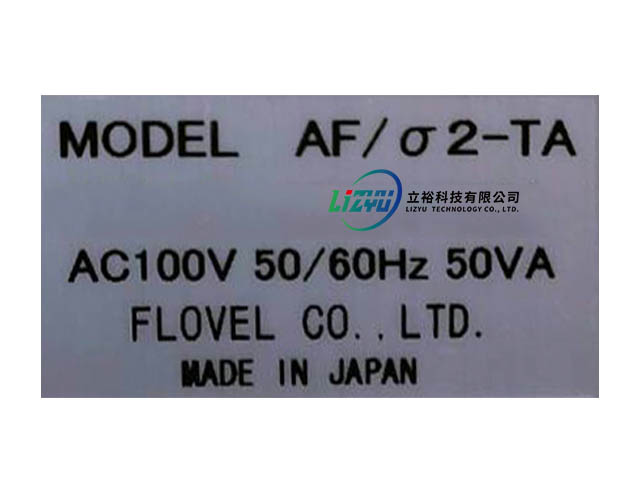 MODEL AF/σ2-TA
LiZYU 立裕科技有限公司
LIZYU TECHNOLOGY CO., LTD.
AC100V 50/60Hz 50VA
FLOVEL CO.,LTD.
MADE IN JAPAN